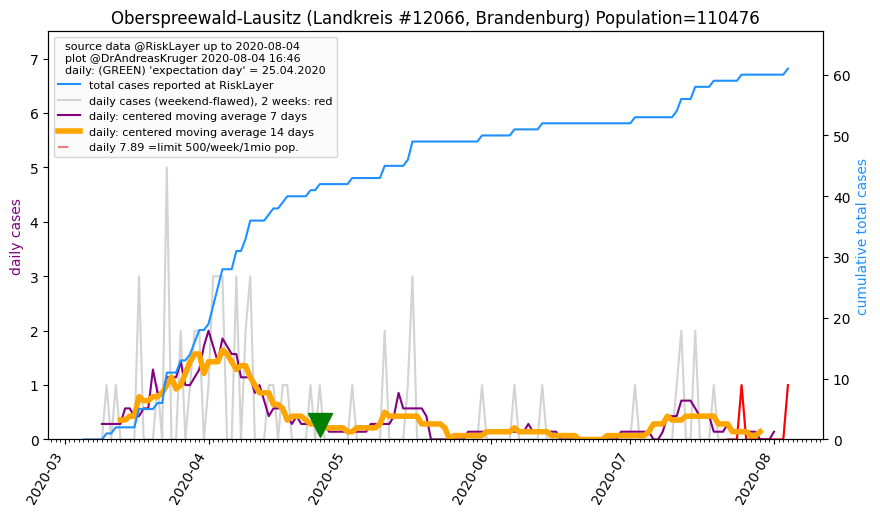 Oberspreewald-Lausitz (Landkreis #12066, Brandenburg) Population=110476
source data @RiskLayer up to 2020-08-04
plot @DrAndreasKruger 2020-08-04 16:46
daily: (GREEN) 'expectation day' = 25.04.2020
total cases reported at RiskLayer
daily cases (weekend-flawed), 2 weeks: red
daily: centered moving average 7 days
daily: centered moving average 14 days
daily 7.89 =limit 500/week/1mio pop.
daily cases
7
6
5
4
3
2
1
0
cumulative total cases
60
50
40
30
20
10
0
2020-03
2020-04
2020-05
2020-06
2020-07
2020-08